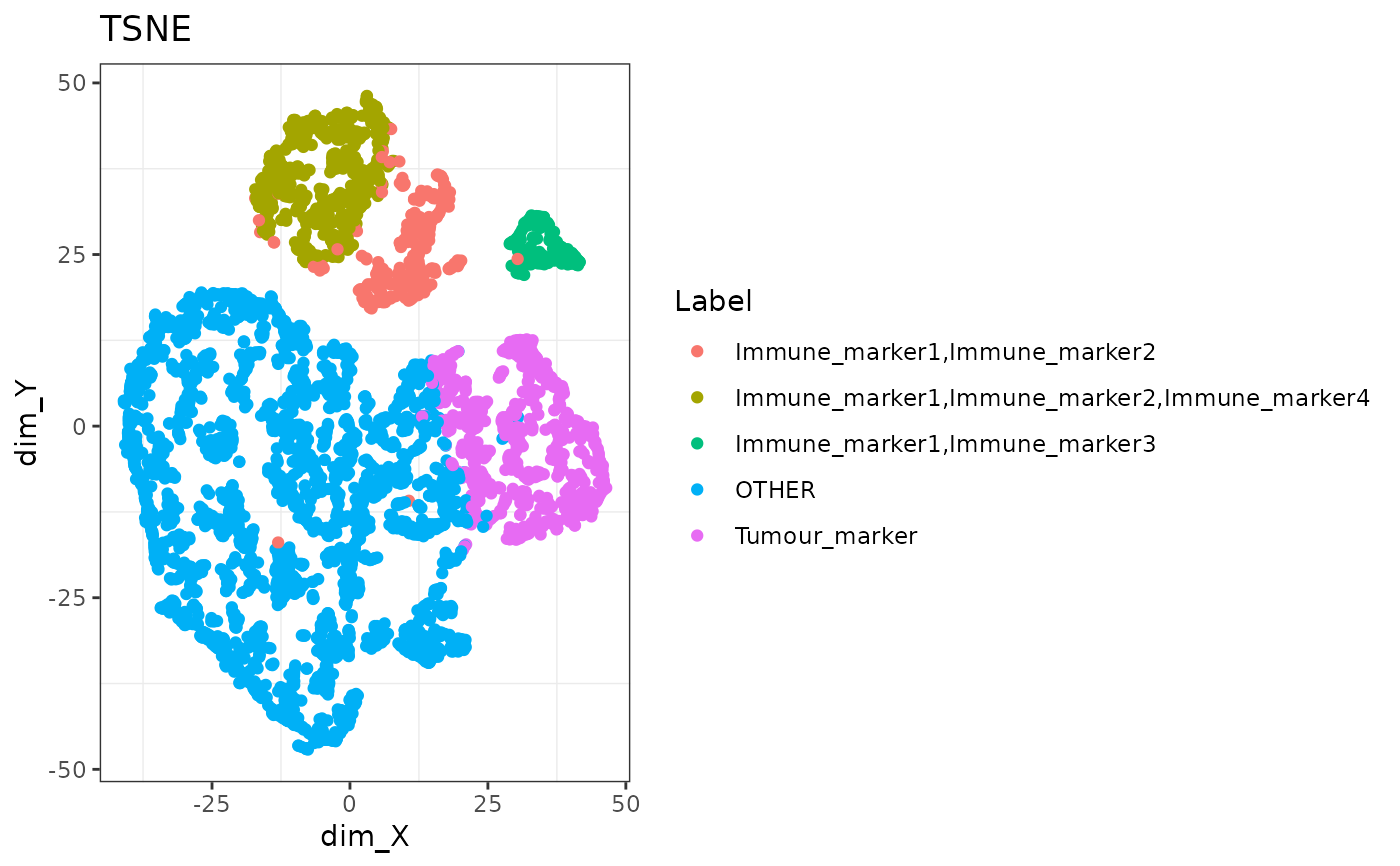 TSNE
50
25
0
-25
-50
dim_Y
-25
0
25
50
dim_X
Label
Immune_marker1,Immune_marker2
Immune_marker1,Immune_marker2,Immune_marker4
Immune_marker1,Immune_marker3
OTHER
Tumour_marker